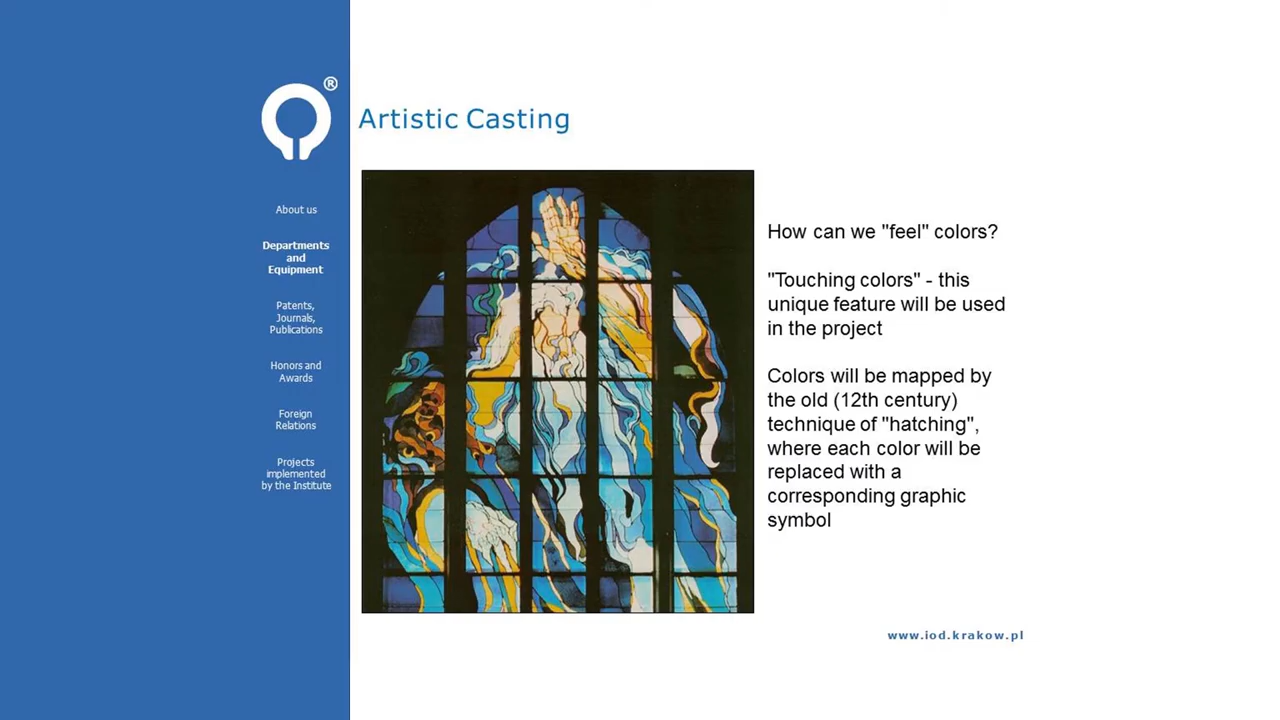 ®
Artistic Casting
About us
Departments
and
Equipment
Patents,
Journals,
Publications
Honors and
Awards
Foreign
Relations
Projects
implemented
by the Institute
How can we "feel" colors?
"Touching colors" - this
unique feature will be used
in the project
Colors will be mapped by
the old (12th century)
technique of "hatching",
where each color will be
replaced with a
corresponding graphic
symbol
www.iod.krakow.pl